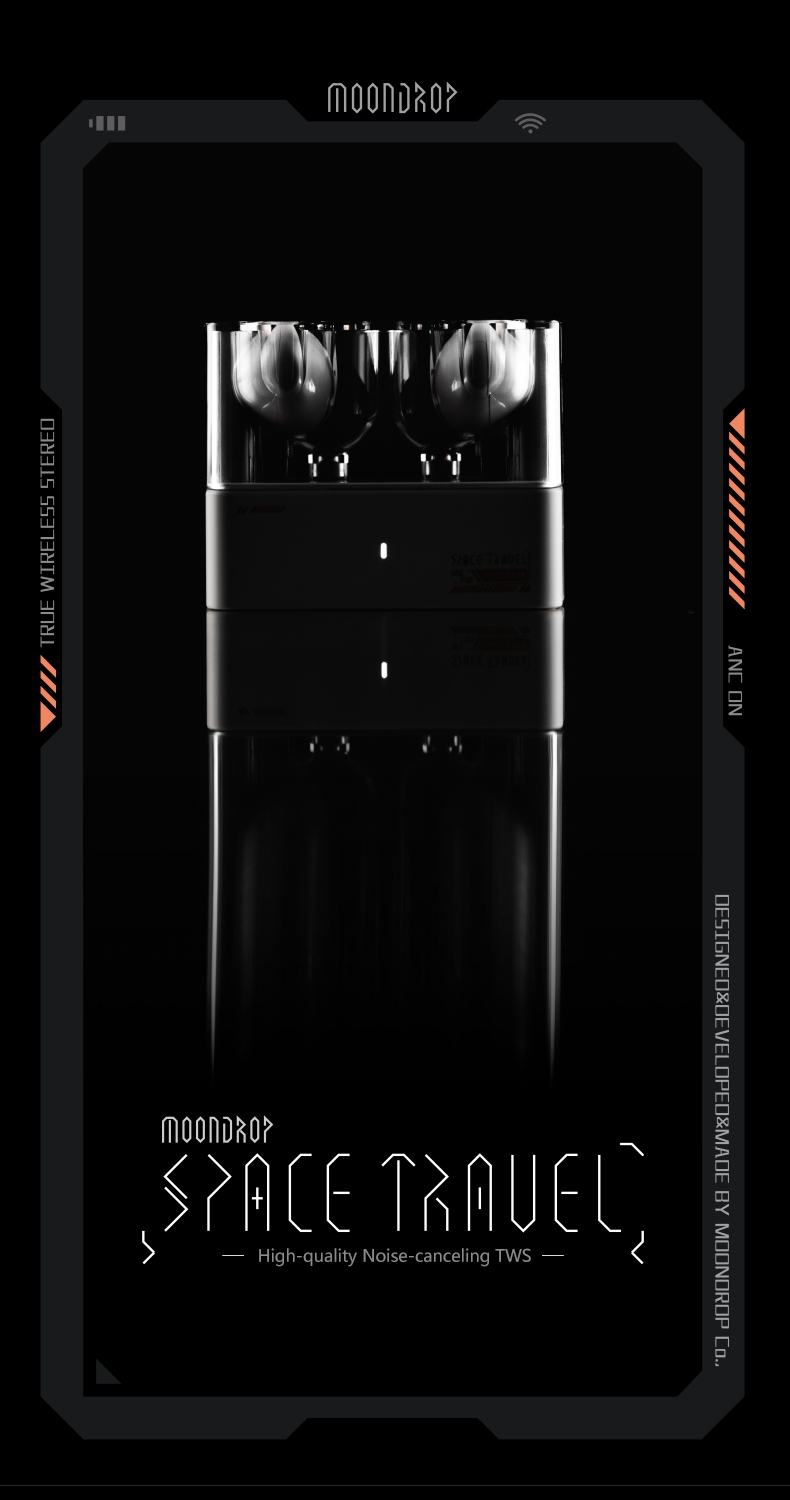 MOONDROP
TRUE WIRELESS STEREO
ANC ON
SPACE TRAVEL
DESIGNED&DEVELOPED&MADE BY MOONDROP Co.,
MOONDROP
SPACE TRAVEL
High-quality Noise-canceling TWS